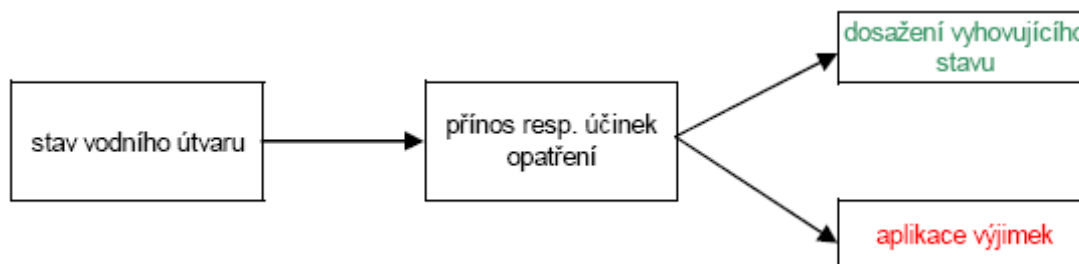 stav vodního útvaru
přínos resp. účinek
opatření
dosažení vyhovujícího
stavu
aplikace výjimek